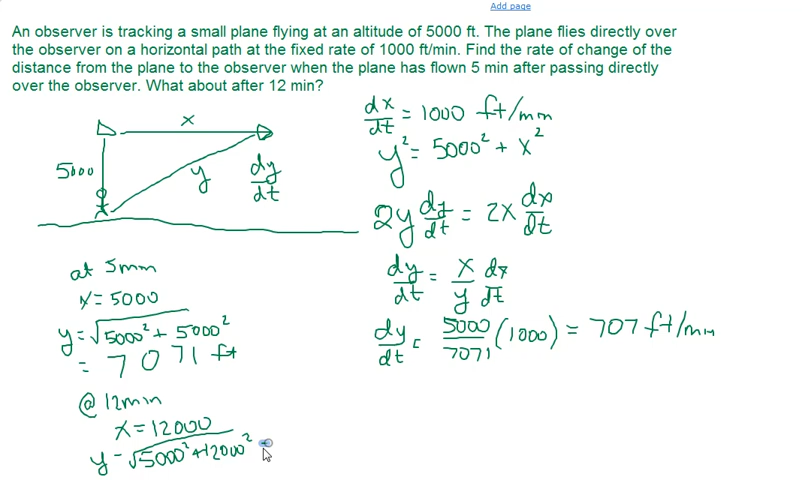 Add page
An observer is tracking a small plane flying at an altitude of 5000 ft. The plane flies directly over
the observer on a horizontal path at the fixed rate of 1000 ft/min. Find the rate of change of the
distance from the plane to the observer when the plane has flown 5 min after passing directly
over the observer. What about after 12 min?
x
5000
y
dy/dt
dx/dt = 1000 ft/min
y² = 5000² + x²
2y dy/dt = 2x dx/dt
dy/dt = x/y dx/dt
dy/dt = 5000/7071 (1000) = 707 ft/min
at 5min
x = 5000
y = √5000² + 5000²
= 7071 ft
@ 12min
x = 12000
y = √5000² + 12000²